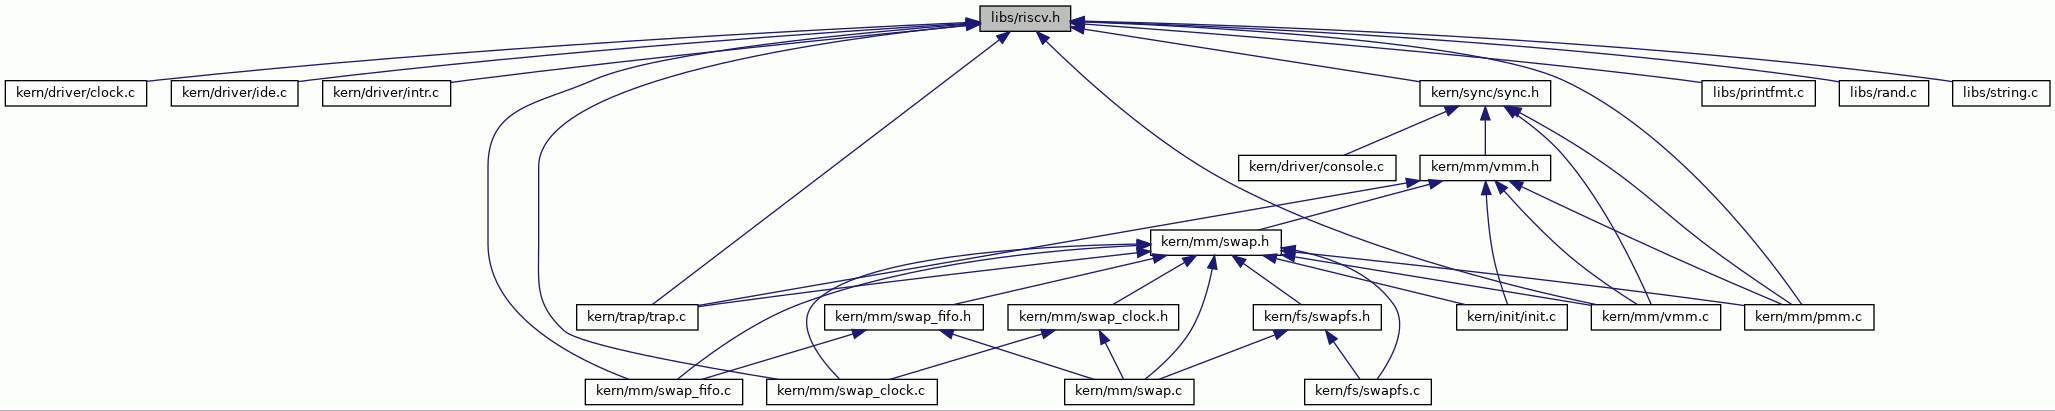 libs/riscv.h
kern/driver/clock.c
kern/driver/ide.c
kern/driver/intr.c
kern/sync/sync.h
libs/printfmt.c
libs/rand.c
libs/string.c
kern/driver/console.c
kern/mm/vmm.h
kern/mm/swap.h
kern/trap/trap.c
kern/mm/swap_fifo.h
kern/mm/swap_clock.h
kern/fs/swapfs.h
kern/init/init.c
kern/mm/vmm.c
kern/mm/pmm.c
kern/mm/swap_fifo.c
kern/mm/swap_clock.c
kern/mm/swap.c
kern/fs/swapfs.c